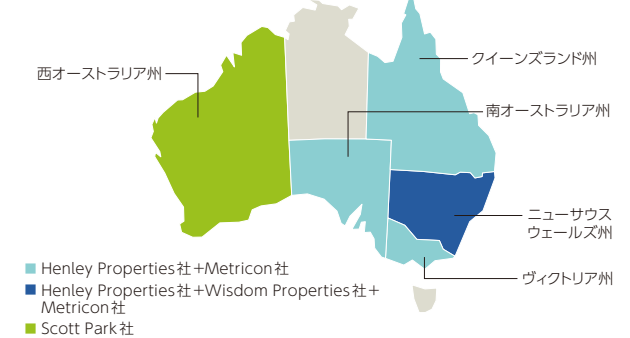 クイーンズランド州
西オーストラリア州
南オーストラリア州
ニューサウス
ウェールズ州
ヴィクトリア州
Henley Properties社+Metricon社
Henley Properties社+Wisdom Properties社+
Metricon社
Scott Park社